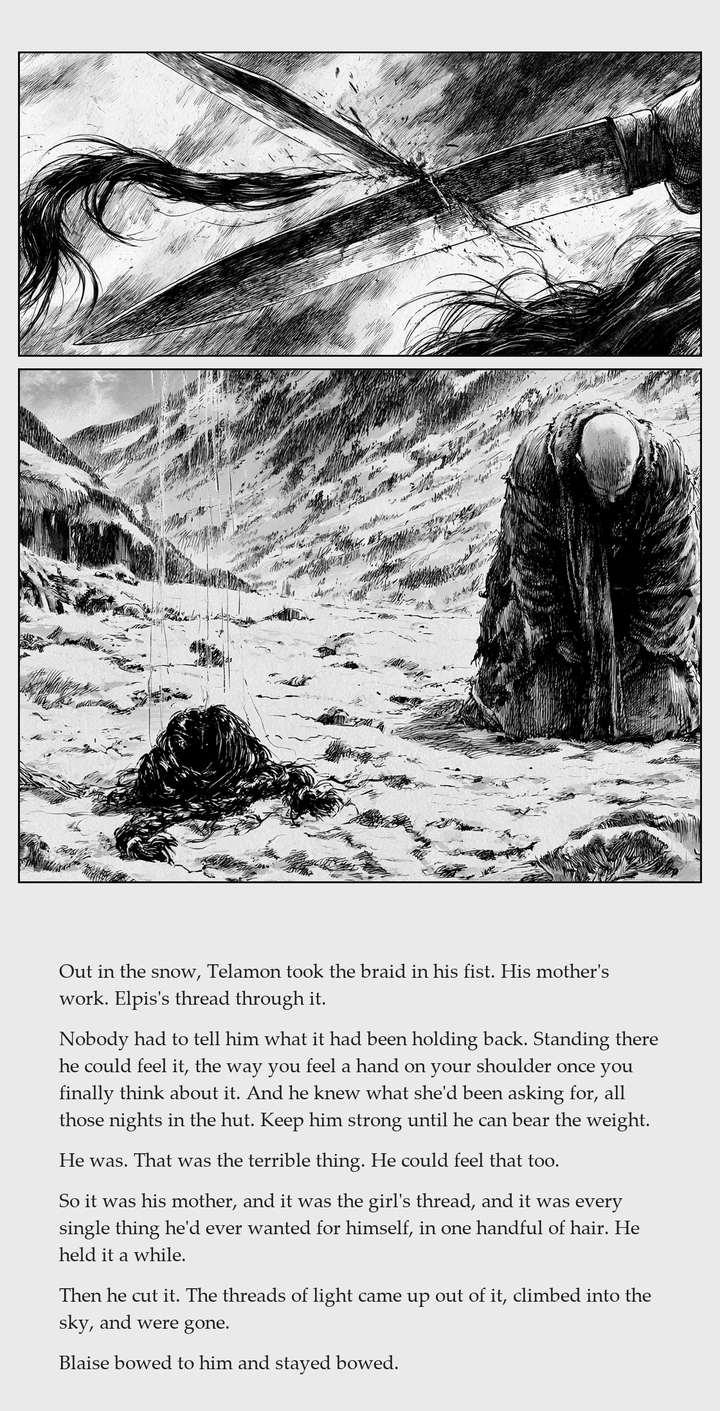 Out in the snow, Telamon took the braid in his fist. His mother's
work. Elpis's thread through it.
Nobody had to tell him what it had been holding back. Standing there
he could feel it, the way you feel a hand on your shoulder once you
finally think about it. And he knew what she'd been asking for, all
those nights in the hut. Keep him strong until he can bear the weight.
He was. That was the terrible thing. He could feel that too.
So it was his mother, and it was the girl's thread, and it was every
single thing he'd ever wanted for himself, in one handful of hair. He
held it a while.
Then he cut it. The threads of light came up out of it, climbed into the
sky, and were gone.
Blaise bowed to him and stayed bowed.